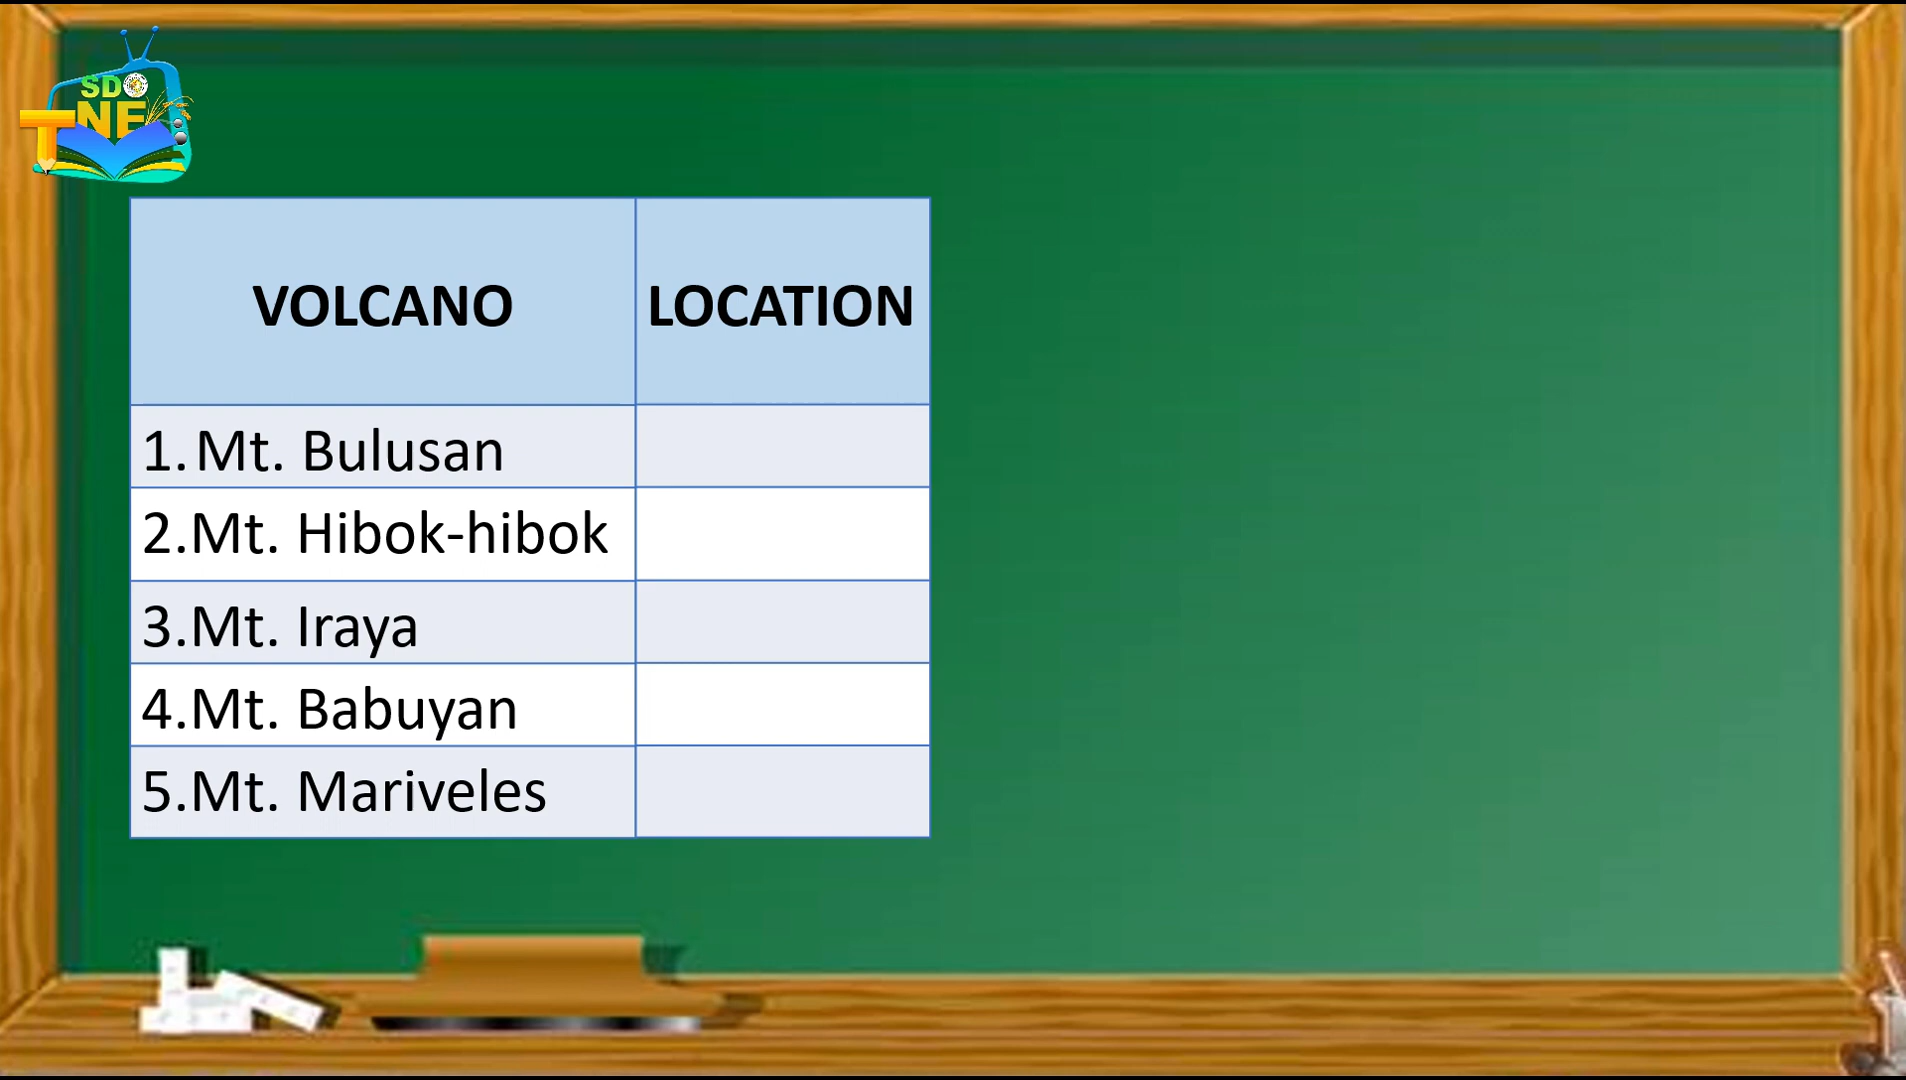 SDO
TNE
VOLCANO LOCATION
1. Mt. Bulusan
2.Mt. Hibok-hibok
3.Mt. Iraya
4.Mt. Babuyan
5.Mt. Mariveles